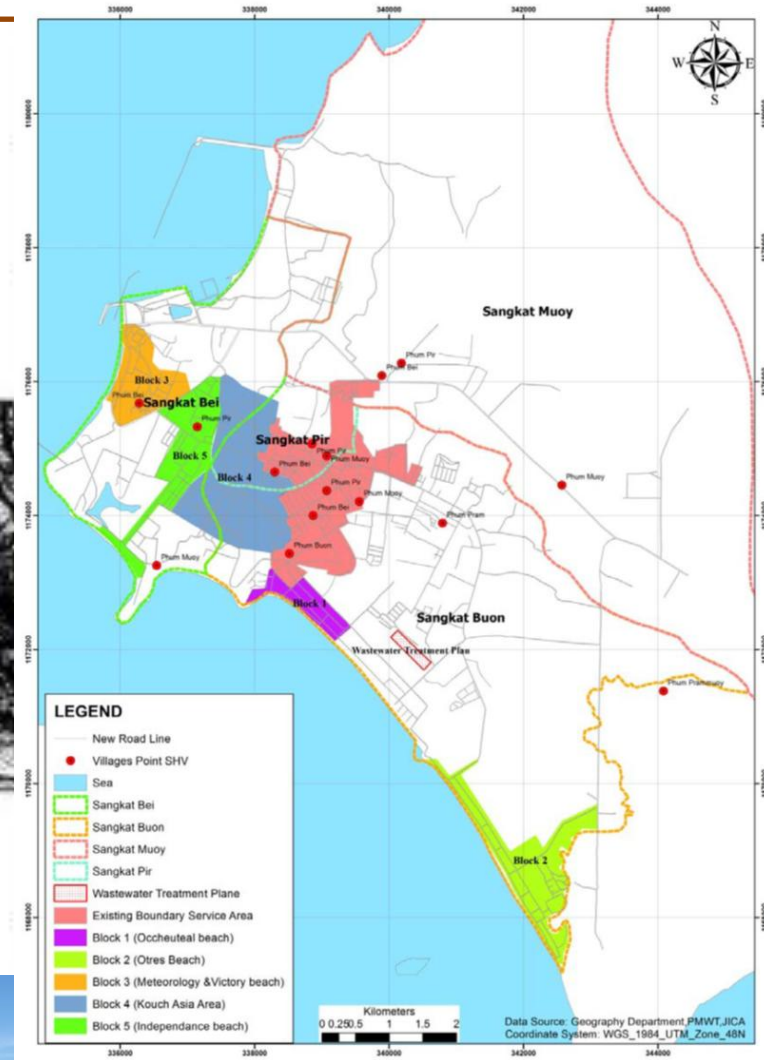 336000 338000 340000 342000 344000
N
W E
S
1180000
1178000
Sangkat Muoy
Phum Pir
1176000
Phum Bei
Block 3
Phum Bei
Sangkat Bei
Phum Pir
Sangkat Pir
Phum Pir
Phum Muoy
Block 5
Block 4
Phum Bei
Phum Muoy
Phum Pir
Phum Muoy
Phum Bei
1174000
Phum Pram
Phum Buon
Phum Muoy
Block 1
Sangkat Buon
1172000
Wastewater Treatment Plan
Phum Prammuoy
LEGEND
New Road Line
Villages Point SHV
Sea
Sangkat Bei
Sangkat Buon
Sangkat Muoy
Sangkat Pir
Wastewater Treatment Plane
Existing Boundary Service Area
Block 1 (Occheuteal beach)
Block 2 (Otres Beach)
Block 3 (Meteorology &Victory beach)
Block 4 (Kouch Asia Area)
Block 5 (Independance beach)
1170000
Block 2
1168000
Kilometers
0 0.250.5 1 1.5 2
Data Source: Geography Department,PMWT,JICA
Coordinate System: WGS_1984_UTM_Zone_48N
336000 338000 340000 342000 344000